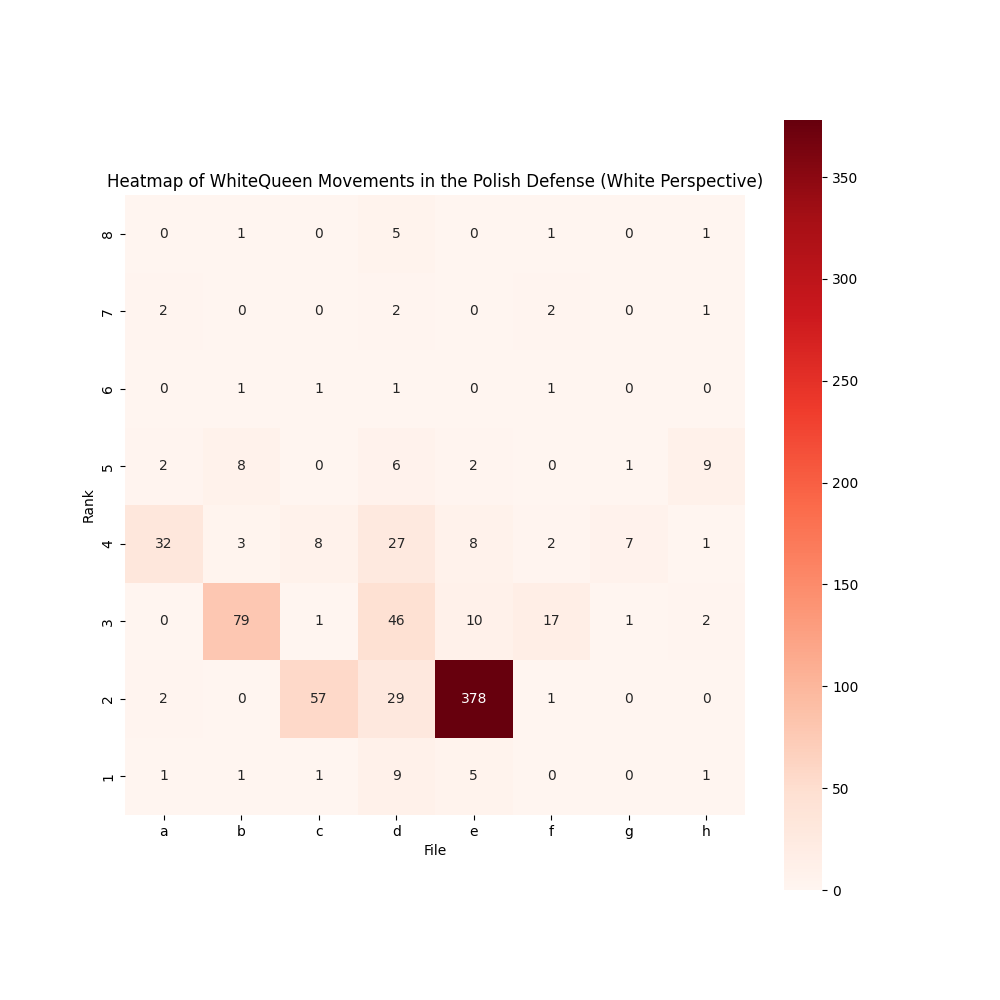 Heatmap of WhiteQueen Movements in the Polish Defense (White Perspective)
8 0 1 0 5 0 1 0 1
7 2 0 0 2 0 2 0 1
6 0 1 1 1 0 1 0 0
5 2 8 0 6 2 0 1 9
4 32 3 8 27 8 2 7 1
3 0 79 1 46 10 17 1 2
2 2 0 57 29 378 1 0 0
1 1 1 1 9 5 0 0 1
a b c d e f g h
File
Rank
350
300
250
200
150
100
50
0